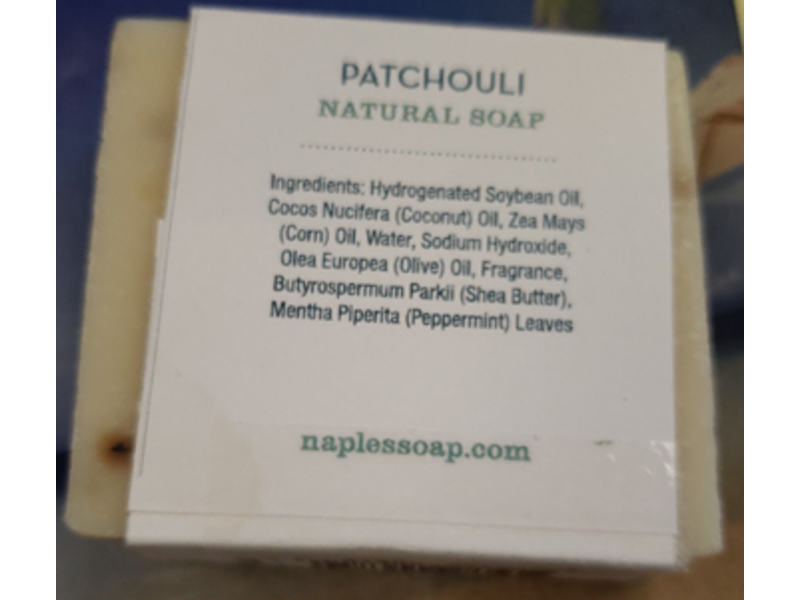 PATCHOULI
NATURAL SOAP
Ingredients: Hydrogenated Soybean Oil,
Cocos Nucifera (Coconut) Oil, Zea Mays
(Corn) Oil, Water, Sodium Hydroxide,
Olea Europea (Olive) Oil, Fragrance,
Butyrospermum Parkii (Shea Butter),
Mentha Piperita (Peppermint) Leaves
naplessoap.com